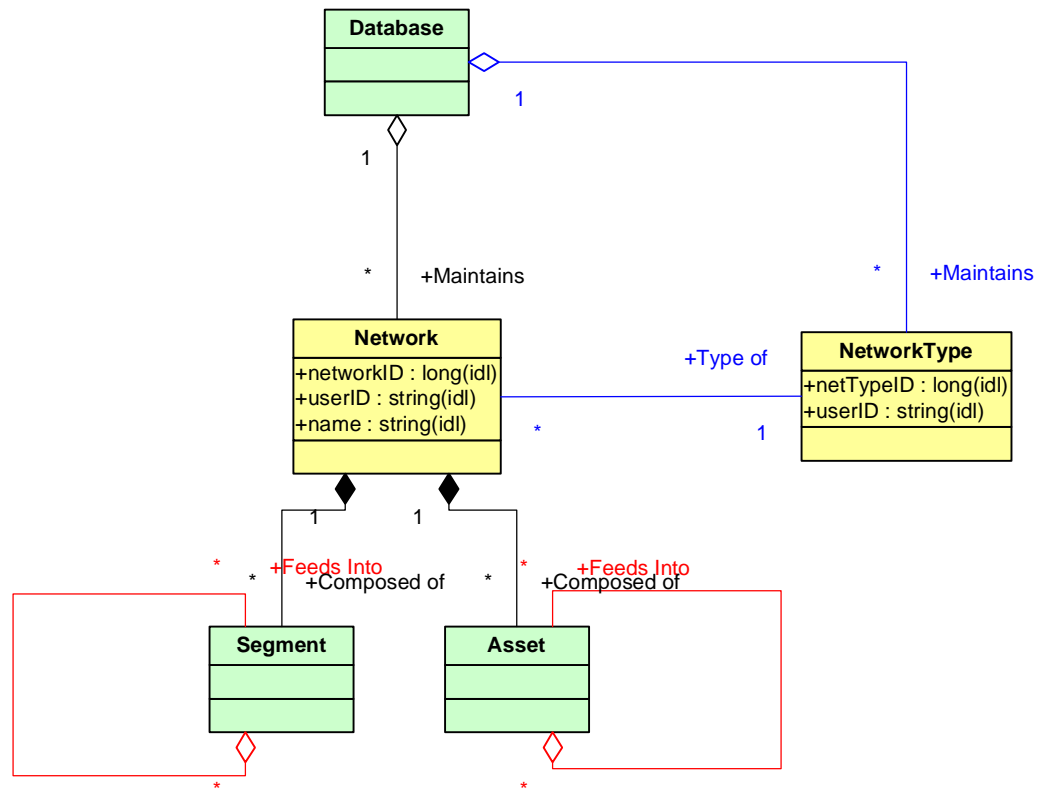 Database
1
1
*
+Maintains
*
+Maintains
Network
+networkID : long(idl)
+userID : string(idl)
+name : string(idl)
+Type of
*
1
NetworkType
+netTypeID : long(idl)
+userID : string(idl)
1
1
*
+Feeds Into
*
+Composed of
*
+Feeds Into
*
+Composed of
Segment
Asset
*
*